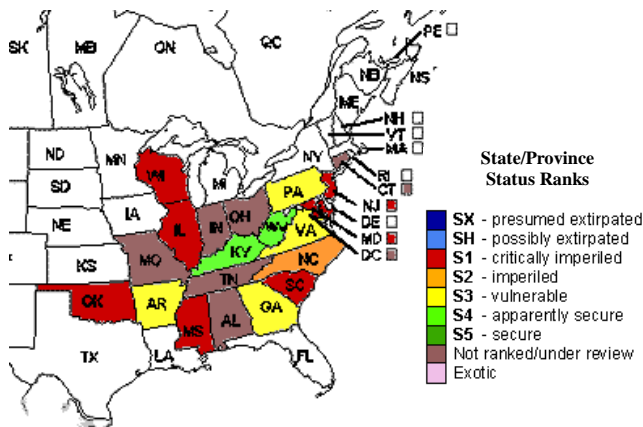 PE
SK
MB
ON
QC
NB
NS
ME
NH
VT
MA
ND
MN
NY
RI
CT
SD
WI
MI
PA
NJ
DE
MD
DC
NE
IA
IL
IN
OH
WV
VA
KS
MO
KY
NC
TN
OK
AR
SC
MS
AL
GA
TX
LA
FL
State/Province
Status Ranks
SX - presumed extirpated
SH - possibly extirpated
S1 - critically imperiled
S2 - imperiled
S3 - vulnerable
S4 - apparently secure
S5 - secure
Not ranked/under review
Exotic